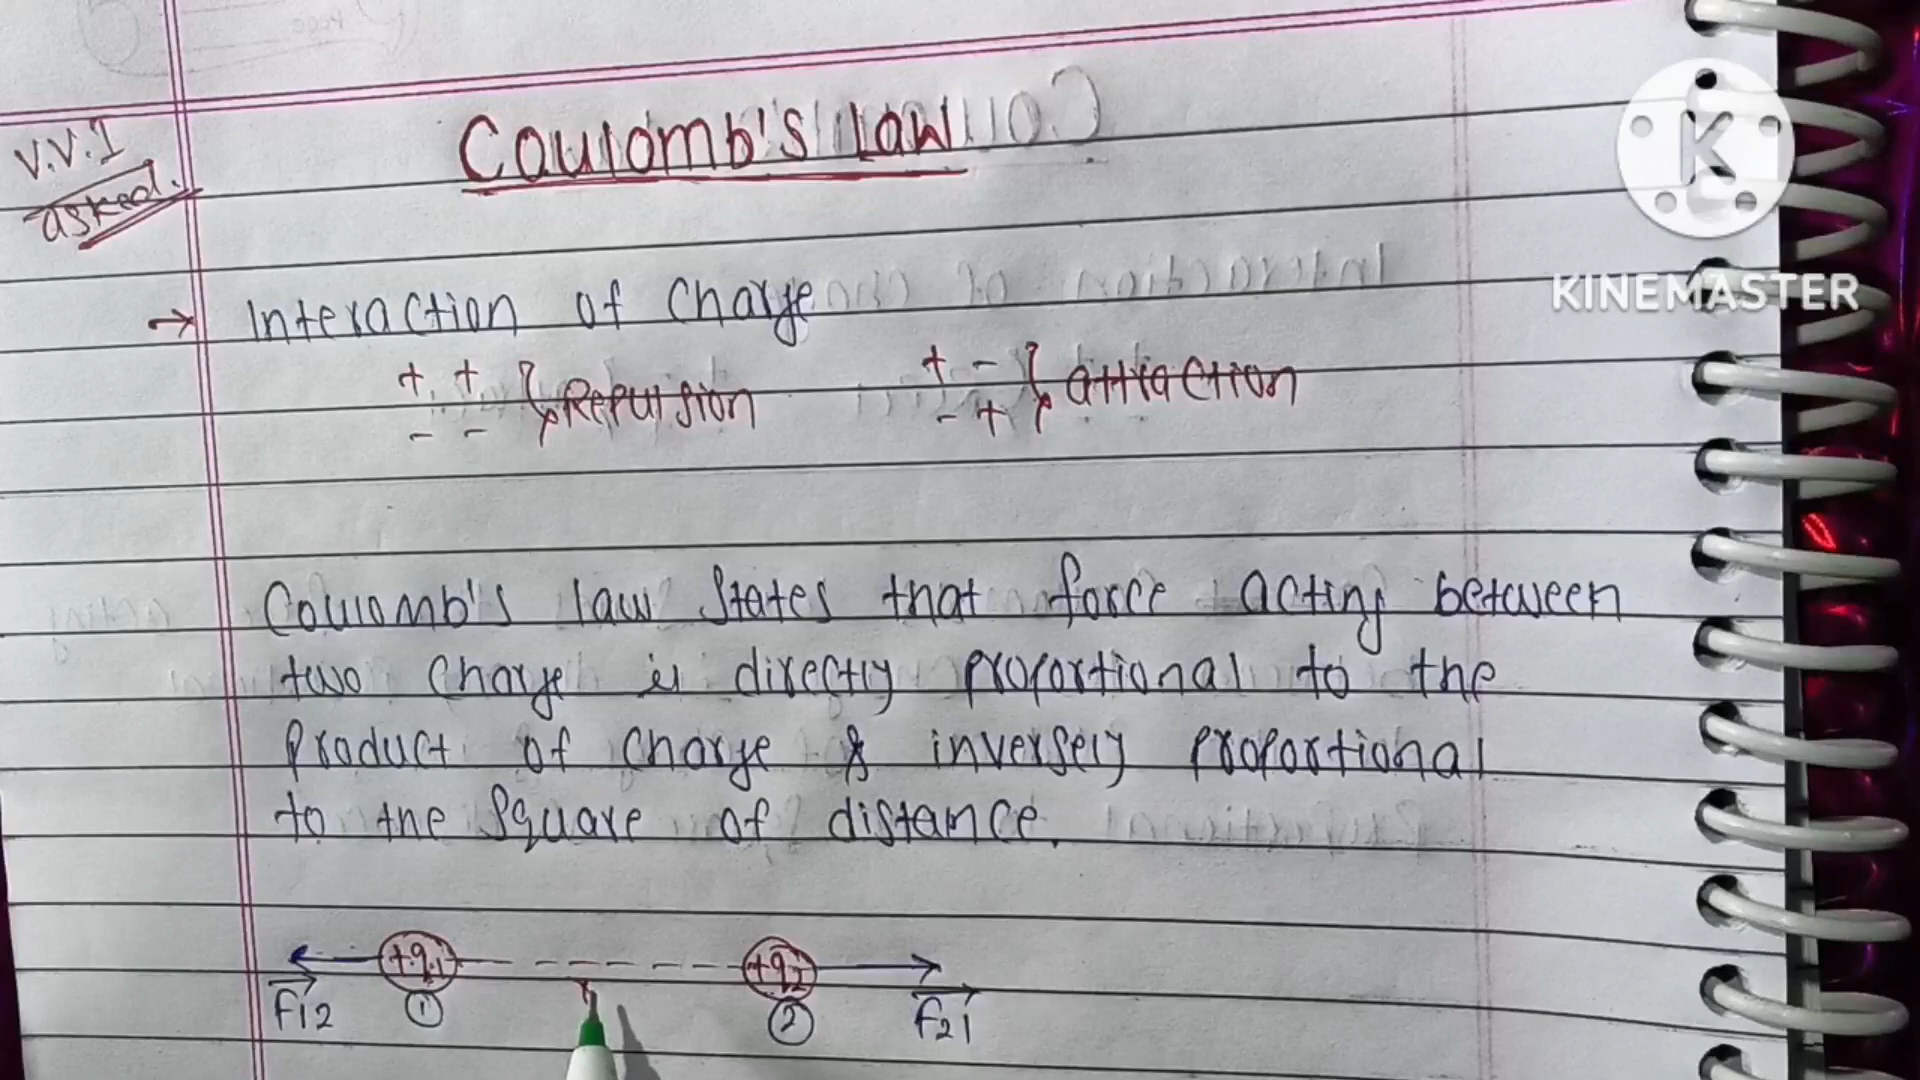 V.V.I
asked.
Coulomb's law
K
KINEMASTER
→ Interaction of Charge
+ + } Repulsion + - } attraction
- - - +
Coulomb's law States that force acting between
two Charge is directly proportional to the
Product of Charge & inversely proportional
to the Square of distance.
+q1 +q2
F12 1 2 F21